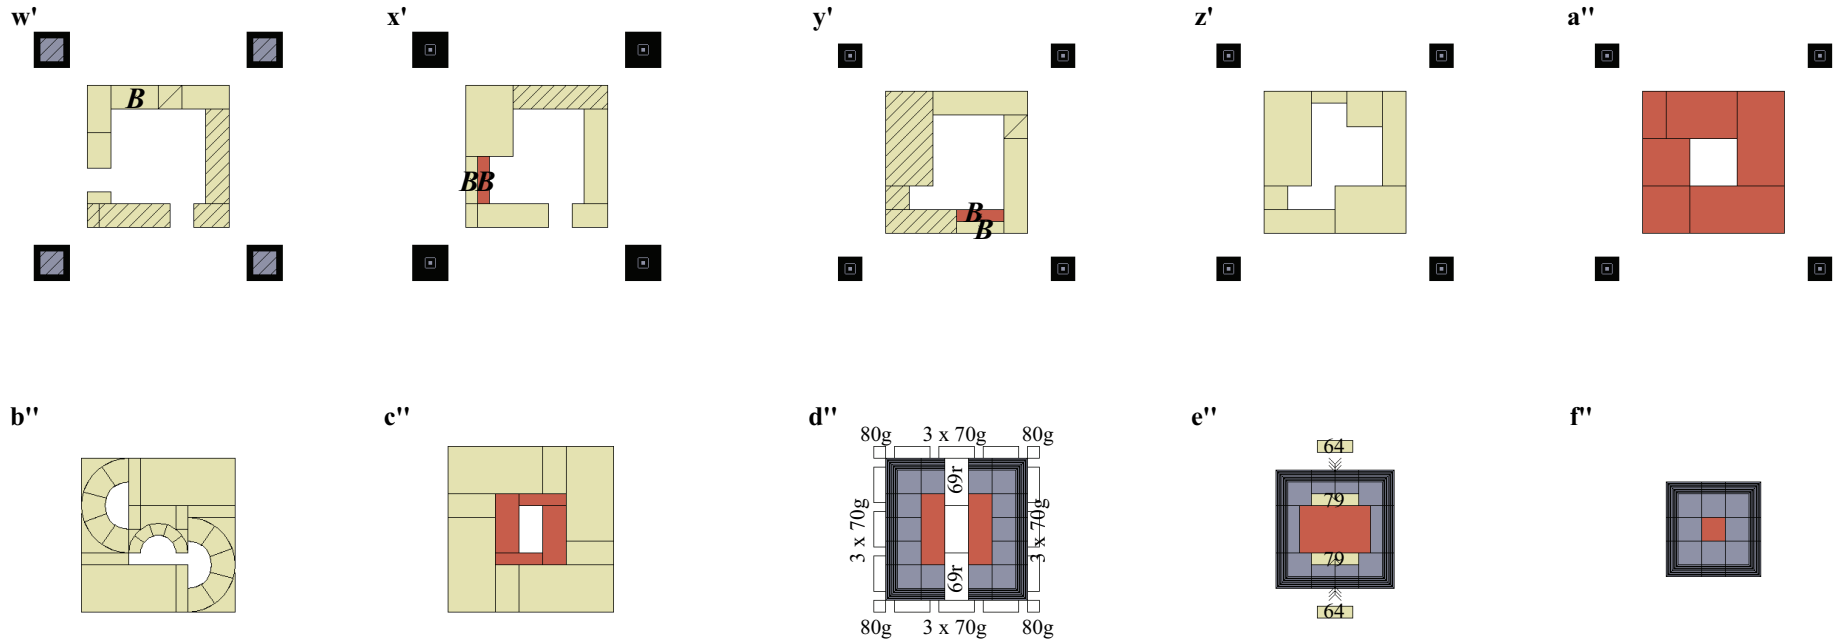 w' x' y' z' a''
B
BB
B
B
b'' c'' d'' e'' f''
80g 3 x 70g 80g
64
69r
79
3 x 70g 3 x 70g
79
69r
64
80g 3 x 70g 80g